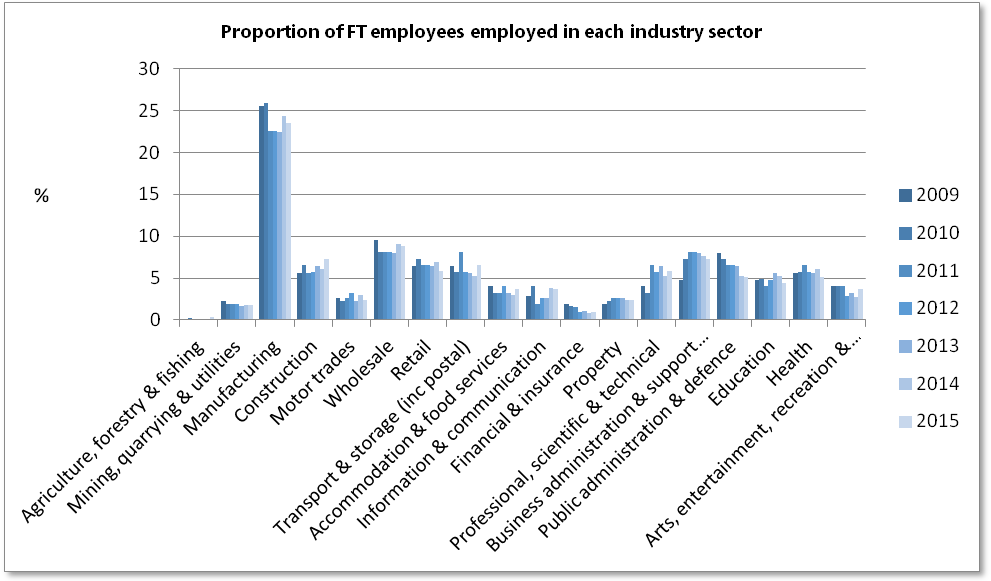 Proportion of FT employees employed in each industry sector
30
25
20
15
10
5
0
%
Agriculture, forestry & fishing
Mining, quarrying & utilities
Manufacturing
Construction
Motor trades
Wholesale
Retail
Transport & storage (inc postal)
Accommodation & food services
Information & communication
Financial & insurance
Property
Professional, scientific & technical
Business administration & support...
Public administration & defence
Education
Health
Arts, entertainment, recreation &...
2009
2010
2011
2012
2013
2014
2015